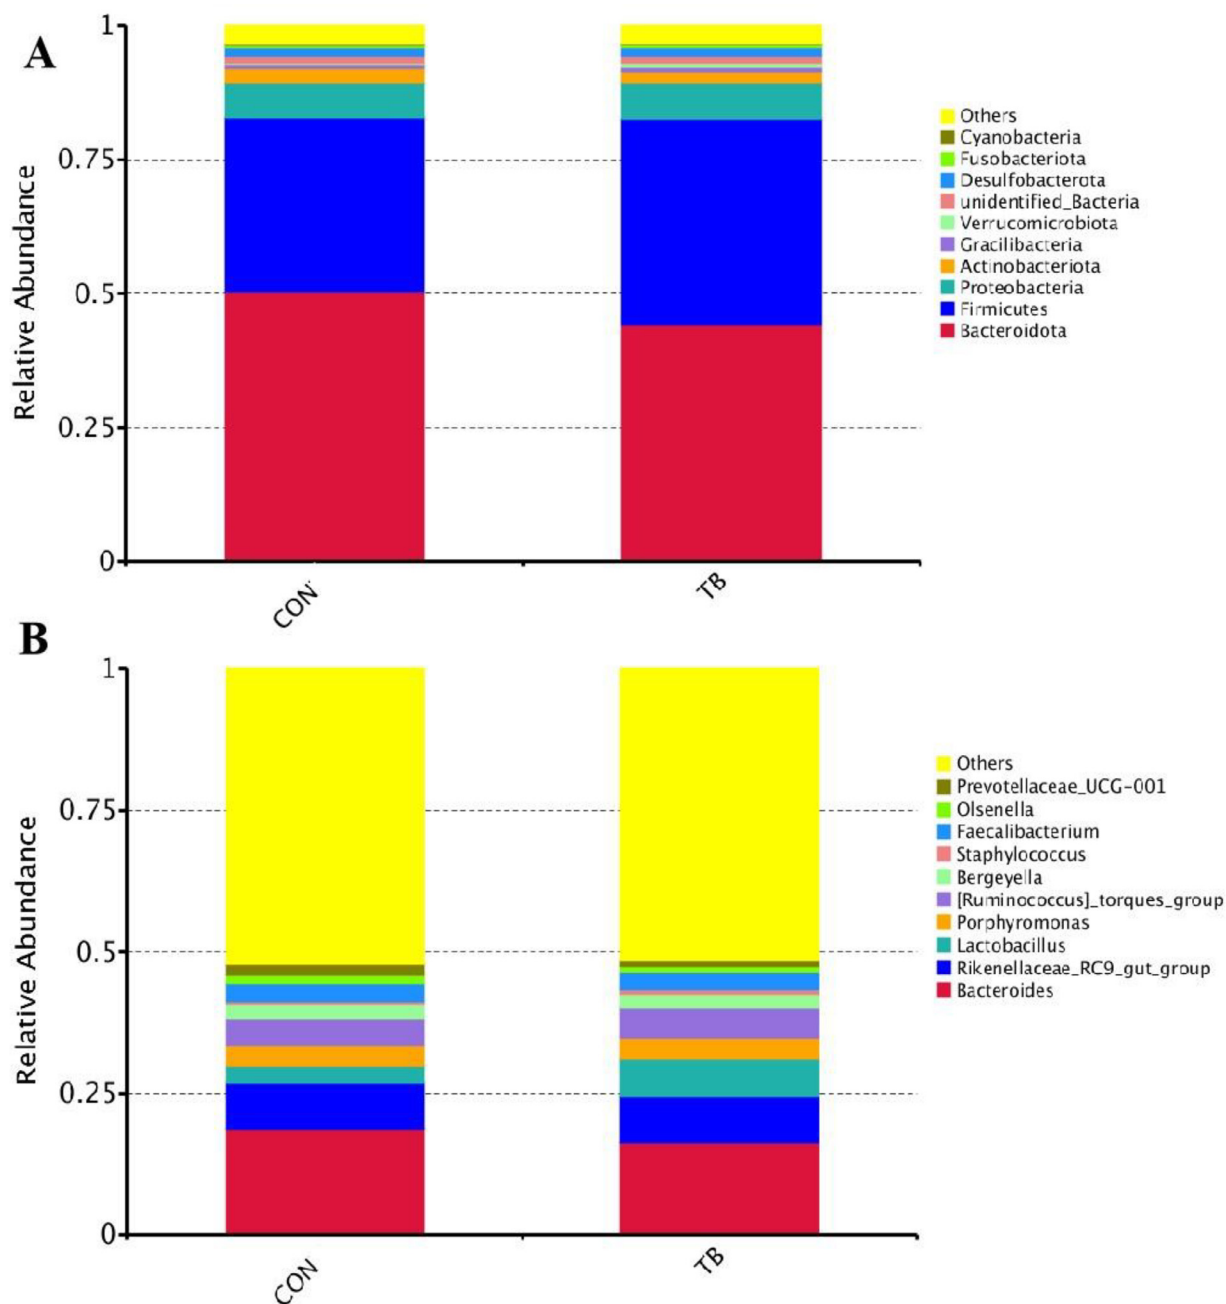 A
1
0.75
0.5
0.25
0
Relative Abundance
CON
TB
Others
Cyanobacteria
Fusobacteriota
Desulfobacterota
unidentified_Bacteria
Verrucomicrobiota
Gracilibacteria
Actinobacteriota
Proteobacteria
Firmicutes
Bacteroidota
B
1
0.75
0.5
0.25
0
Relative Abundance
CON
TB
Others
Prevotellaceae_UCG-001
Olsenella
Faecalibacterium
Staphylococcus
Bergeyella
[Ruminococcus]_torques_group
Porphyromonas
Lactobacillus
Rikenellaceae_RC9_gut_group
Bacteroides